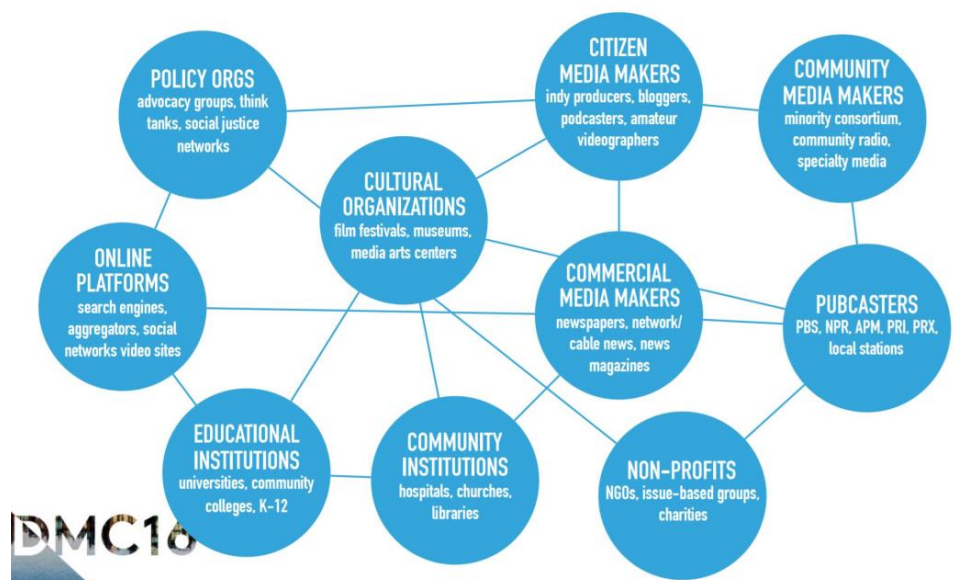 POLICY ORGS
advocacy groups, think
tanks, social justice
networks
CITIZEN
MEDIA MAKERS
indy producers, bloggers,
podcasters, amateur
videographers
COMMUNITY
MEDIA MAKERS
minority consortium,
community radio,
specialty media
CULTURAL
ORGANIZATIONS
film festivals, museums,
media arts centers
ONLINE
PLATFORMS
search engines,
aggregators, social
networks video sites
COMMERCIAL
MEDIA MAKERS
newspapers, network/
cable news, news
magazines
PUBCASTERS
PBS, NPR, APM, PRI, PRX,
local stations
EDUCATIONAL
INSTITUTIONS
universities, community
colleges, K-12
COMMUNITY
INSTITUTIONS
hospitals, churches,
libraries
NON-PROFITS
NGOs, issue-based groups,
charities
DMC16